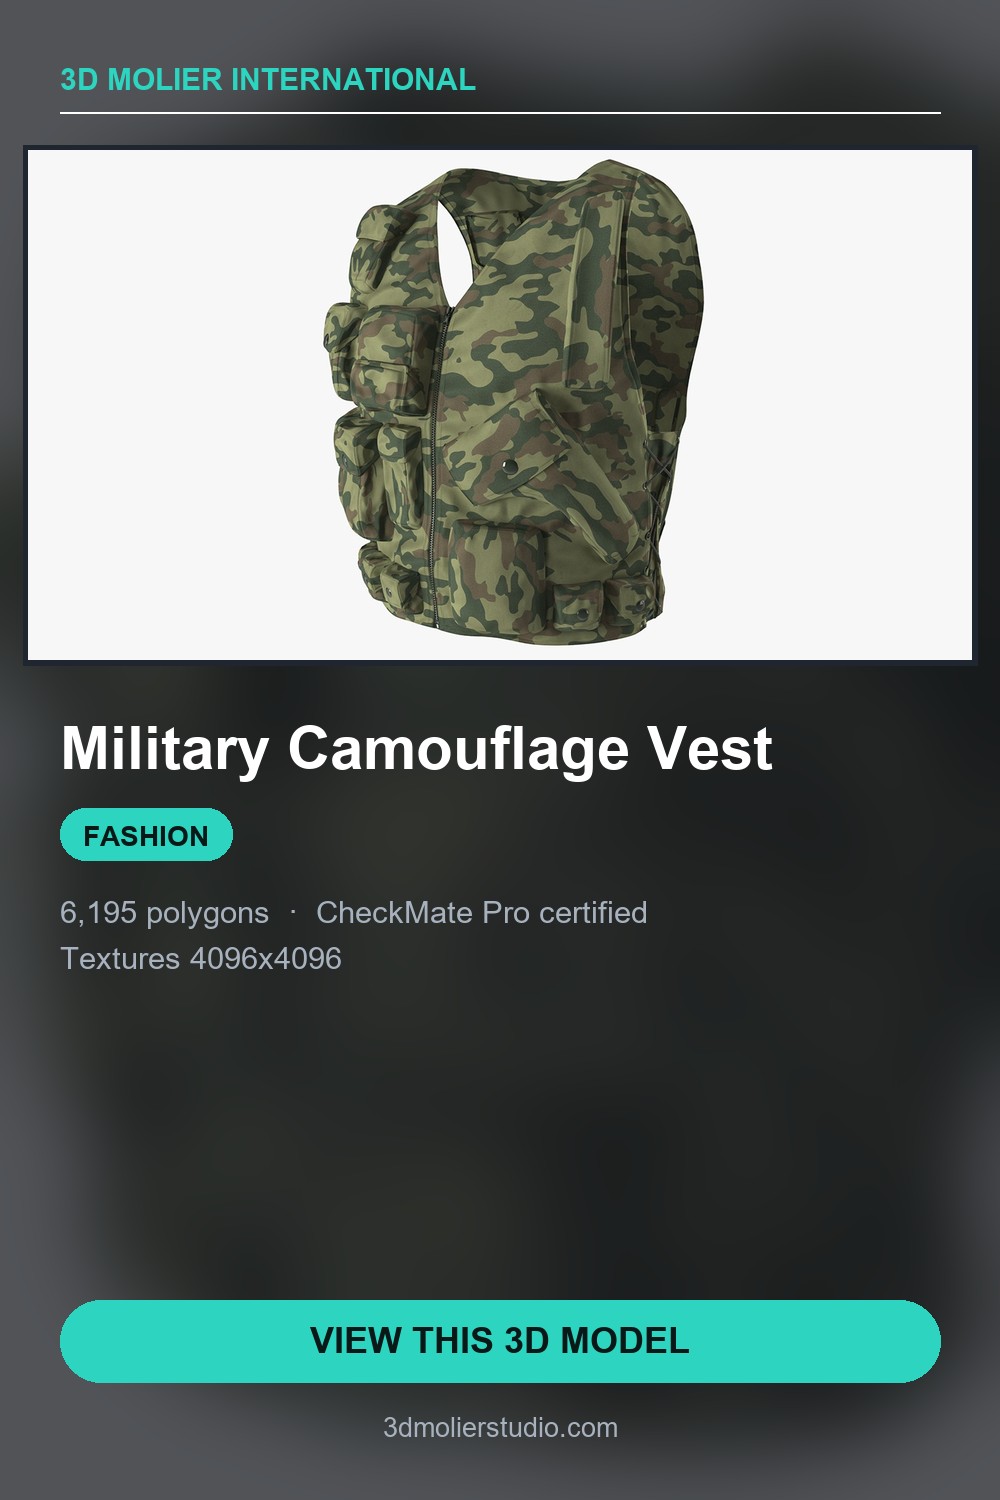 3D MOLIER INTERNATIONAL
Military Camouflage Vest
FASHION
6,195 polygons · CheckMate Pro certified
Textures 4096x4096
VIEW THIS 3D MODEL
3dmolierstudio.com